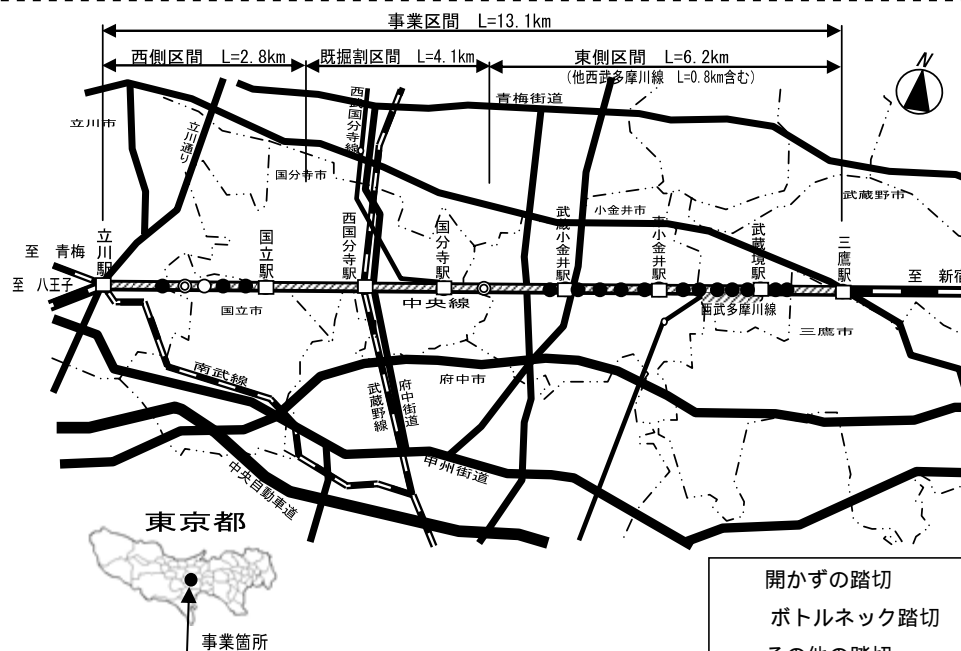 事業区間 L=13.1km
西側区間 L=2.8km
既掘割区間 L=4.1km
東側区間 L=6.2km
(他西武多摩川線 L=0.8km含む)
N
青梅街道
立川市
立川通り
西武国分寺線
国分寺市
武蔵野市
小金井市
至 青梅
至 八王子
立川駅
国立駅
西国分寺駅
国分寺駅
武蔵小金井駅
東小金井駅
武蔵境駅
三鷹駅
至 新宿
中央線
国立市
西武多摩川線
三鷹市
南武線
府中市
武蔵野線
府中街道
甲州街道
中央自動車道
東京都
事業箇所
開かずの踏切
ボトルネック踏切
その他の踏切